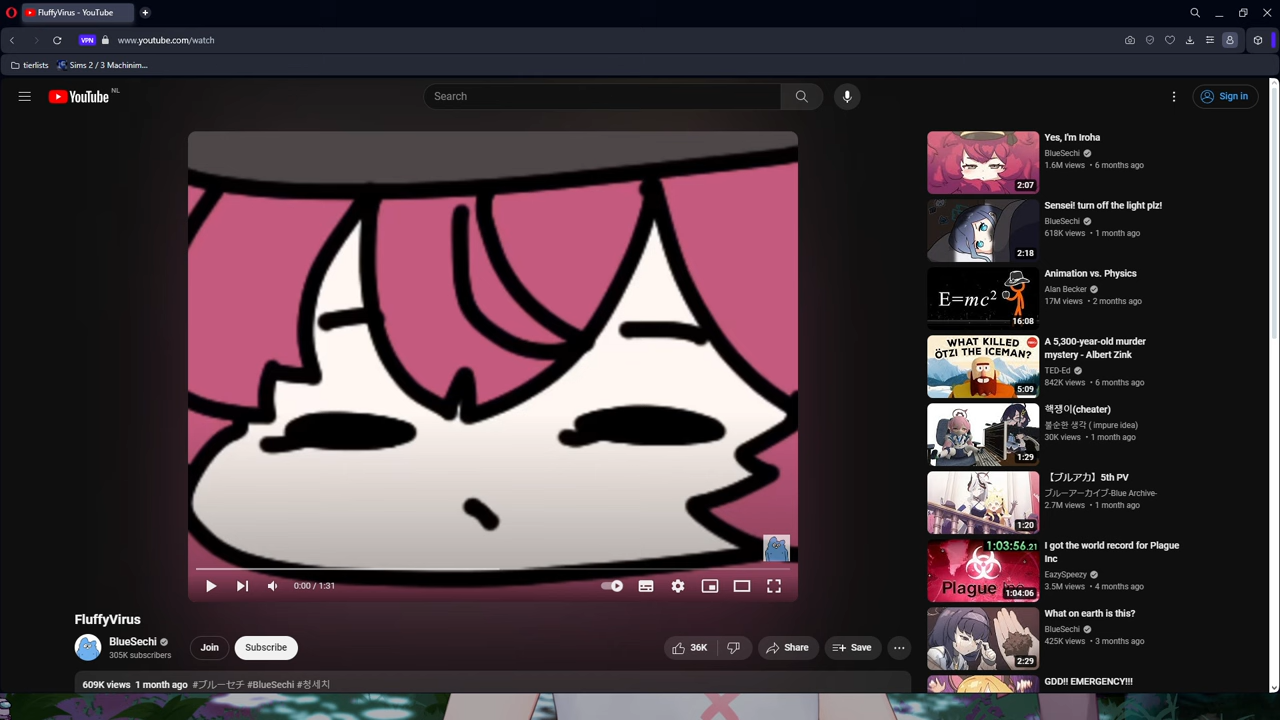 FluffyVirus - YouTube
VPN
www.youtube.com/watch
tierlists
Sims 2 / 3 Machinim...
YouTube
NL
Search
Sign in
Yes, I'm Iroha
BlueSechi
1.6M views • 6 months ago
2:07
Sensei! turn off the light plz!
BlueSechi
618K views • 1 month ago
2:18
Animation vs. Physics
Alan Becker
17M views • 2 months ago
E=mc²
16:08
A 5,300-year-old murder
mystery - Albert Zink
TED-Ed
842K views • 6 months ago
WHAT KILLED
ÖTZI THE ICEMAN?
5:09
핵쟁이(cheater)
불순한 생각 ( impure idea)
30K views • 1 month ago
1:29
【ブルアカ】5th PV
ブルーアーカイブ-Blue Archive-
2.7M views • 1 month ago
1:20
I got the world record for Plague
Inc
EazySpeezy
3.5M views • 4 months ago
1:03:56.21
Plague Inc
1:04:06
What on earth is this?
BlueSechi
425K views • 3 months ago
2:29
GDD!! EMERGENCY!!!
0:00 / 1:31
FluffyVirus
BlueSechi
305K subscribers
Join
Subscribe
36K
Share
Save
609K views 1 month ago #ブルーセチ #BlueSechi #청세치